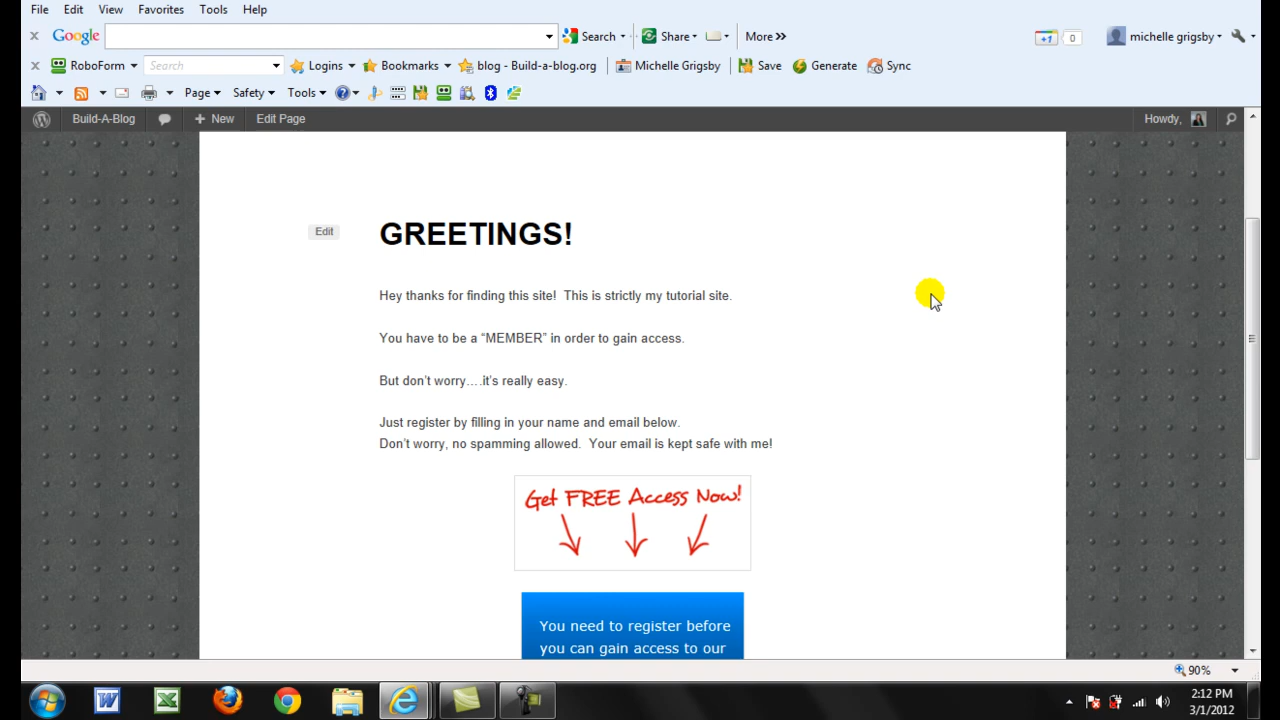 File Edit View Favorites Tools Help
Google Search Share More >> +1 0 michelle grigsby
RoboForm Search Logins Bookmarks blog - Build-a-blog.org Michelle Grigsby Save Generate Sync
Page Safety Tools
Build-A-Blog + New Edit Page Howdy,
Edit GREETINGS!
Hey thanks for finding this site!  This is strictly my tutorial site.
You have to be a “MEMBER” in order to gain access.
But don’t worry….it’s really easy.
Just register by filling in your name and email below.
Don’t worry, no spamming allowed.  Your email is kept safe with me!
Get FREE Access Now!
You need to register before
you can gain access to our
90%
2:12 PM
3/1/2012